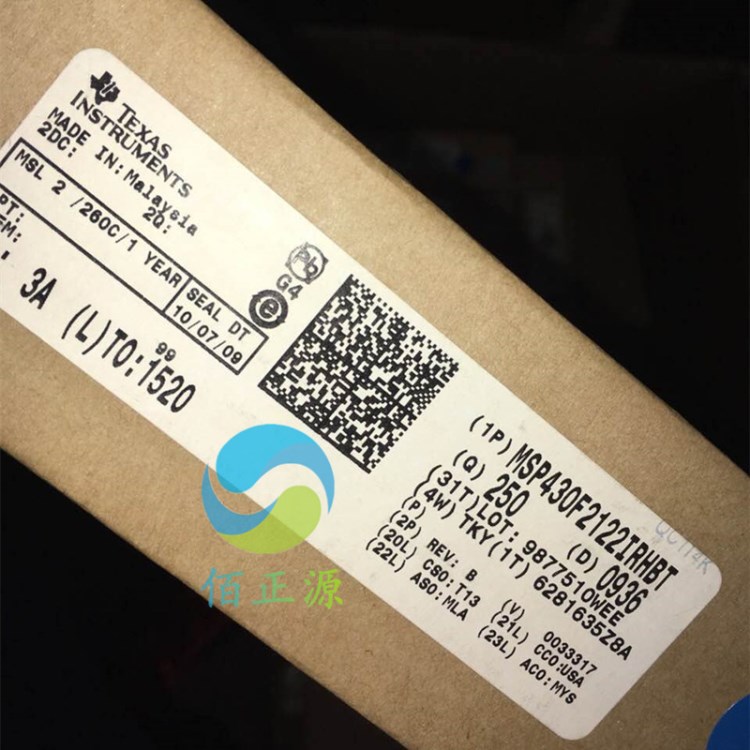 TEXAS
INSTRUMENTS
MADE IN: Malaysia
2DC: 2Q:
MSL 2 /260C/1 YEAR
SEAL DT
10/07/09
PT:
EM:
3A (L)TO:1520
99
Pb
G4
e
(1P) MSP430F2122IRHBT
(Q) 250 (D) 0936
(31T)LOT: 9877510WEE
(4W) TKY(1T) 6281635Z8A
(P)
(2P) REV: B (V) 0033317
(20L) CSO:T13 (21L) CCO:USA
(22L) ASO:MLA (23L) ACO:MYS
佰正源